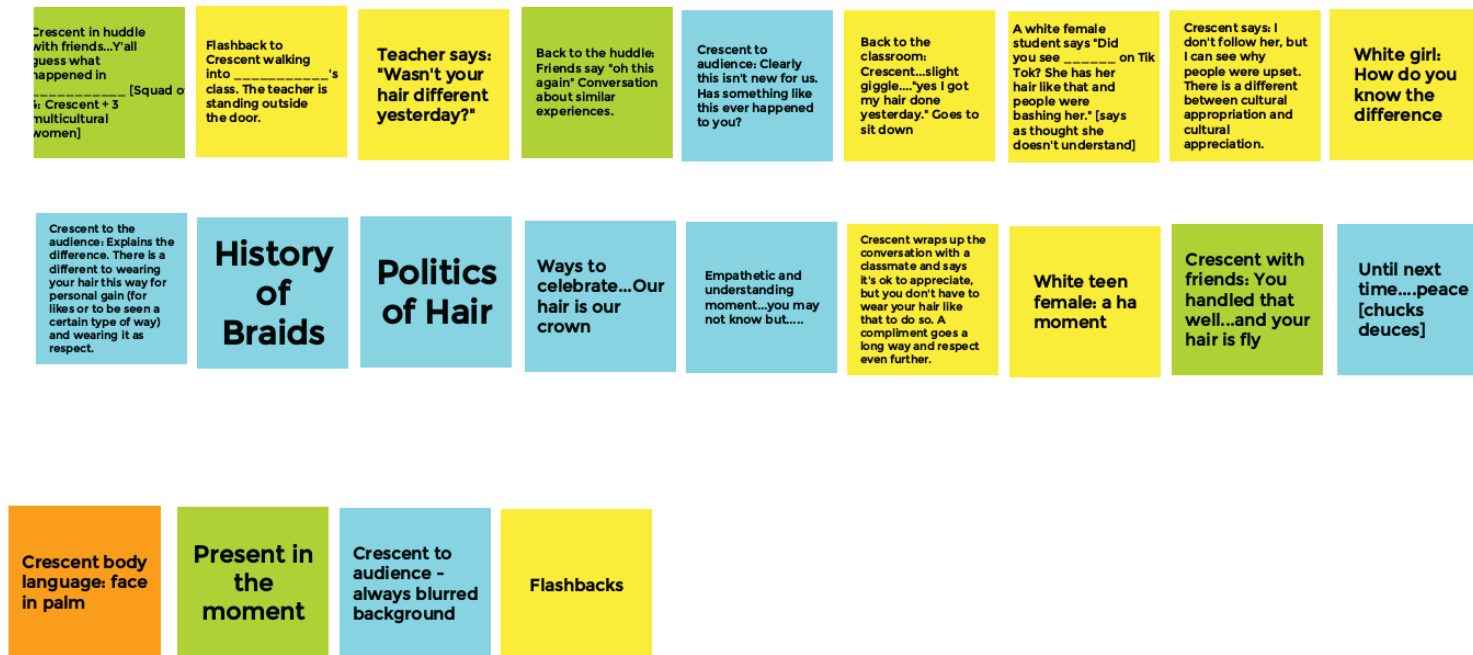 Crescent in huddle
with friends...Y'all
guess what
happened in
___________ [Squad of
4: Crescent + 3
multicultural
women]
Flashback to
Crescent walking
into ___________'s
class. The teacher is
standing outside
the door.
Teacher says:
"Wasn't your
hair different
yesterday?"
Back to the huddle:
Friends say "oh this
again" Conversation
about similar
experiences.
Crescent to
audience: Clearly
this isn't new for us.
Has something like
this ever happened
to you?
Back to the
classroom:
Crescent...slight
giggle...."yes I got
my hair done
yesterday." Goes to
sit down
A white female
student says "Did
you see ______ on Tik
Tok? She has her
hair like that and
people were
bashing her." [says
as thought she
doesn't understand]
Crescent says: I
don't follow her, but
I can see why
people were upset.
There is a different
between cultural
appropriation and
cultural
appreciation.
White girl:
How do you
know the
difference
Crescent to the
audience: Explains the
difference. There is a
different to wearing
your hair this way for
personal gain (for
likes or to be seen a
certain type of way)
and wearing it as
respect.
History
of
Braids
Politics
of Hair
Ways to
celebrate...Our
hair is our
crown
Empathetic and
understanding
moment...you may
not know but.....
Crescent wraps up the
conversation with a
classmate and says
it's ok to appreciate,
but you don't have to
wear your hair like
that to do so. A
compliment goes a
long way and respect
even further.
White teen
female: a ha
moment
Crescent with
friends: You
handled that
well...and your
hair is fly
Until next
time....peace
[chucks
deuces]
Crescent body
language: face
in palm
Present in
the
moment
Crescent to
audience -
always blurred
background
Flashbacks